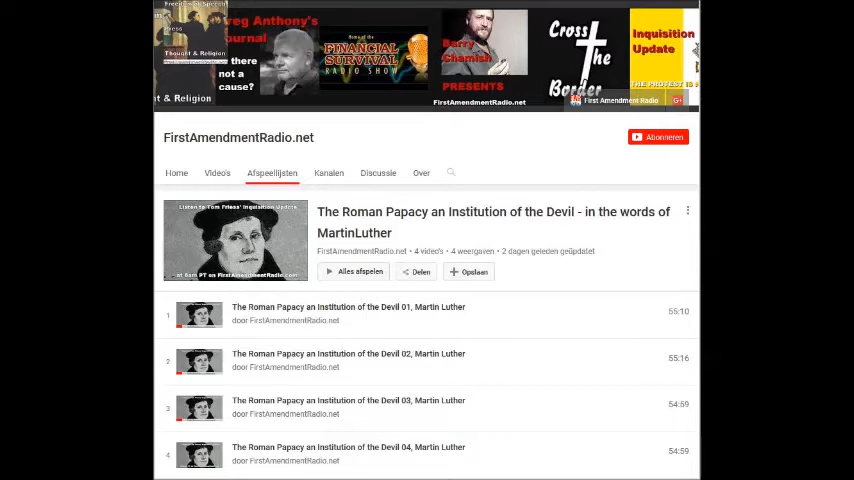 Freedom of Speech
Thought & Religion
t & Religion
reg Anthony's
ournal
there
not a
cause?
Home of the
FINANCIAL
SURVIVAL
RADIO SHOW
Barry
Chamish
PRESENTS
FirstAmendmentRadio.net
Cross
The
Border
Inquisition
Update
THE PROTEST IS
First Amendment Radio
G+
FirstAmendmentRadio.net
Abonneren
Home Video's Afspeellijsten Kanalen Discussie Over
Listen to Tom Friess' Inquisition Update
at 8am PT on FirstAmendmentRadio.com
The Roman Papacy an Institution of the Devil - in the words of
MartinLuther
FirstAmendmentRadio.net • 4 video's • 4 weergaven • 2 dagen geleden geüpdatet
Alles afspelen Delen Opslaan
1 The Roman Papacy an Institution of the Devil 01, Martin Luther 55:10
door FirstAmendmentRadio.net
2 The Roman Papacy an Institution of the Devil 02, Martin Luther 55:16
door FirstAmendmentRadio.net
3 The Roman Papacy an Institution of the Devil 03, Martin Luther 54:59
door FirstAmendmentRadio.net
4 The Roman Papacy an Institution of the Devil 04, Martin Luther 54:59
door FirstAmendmentRadio.net